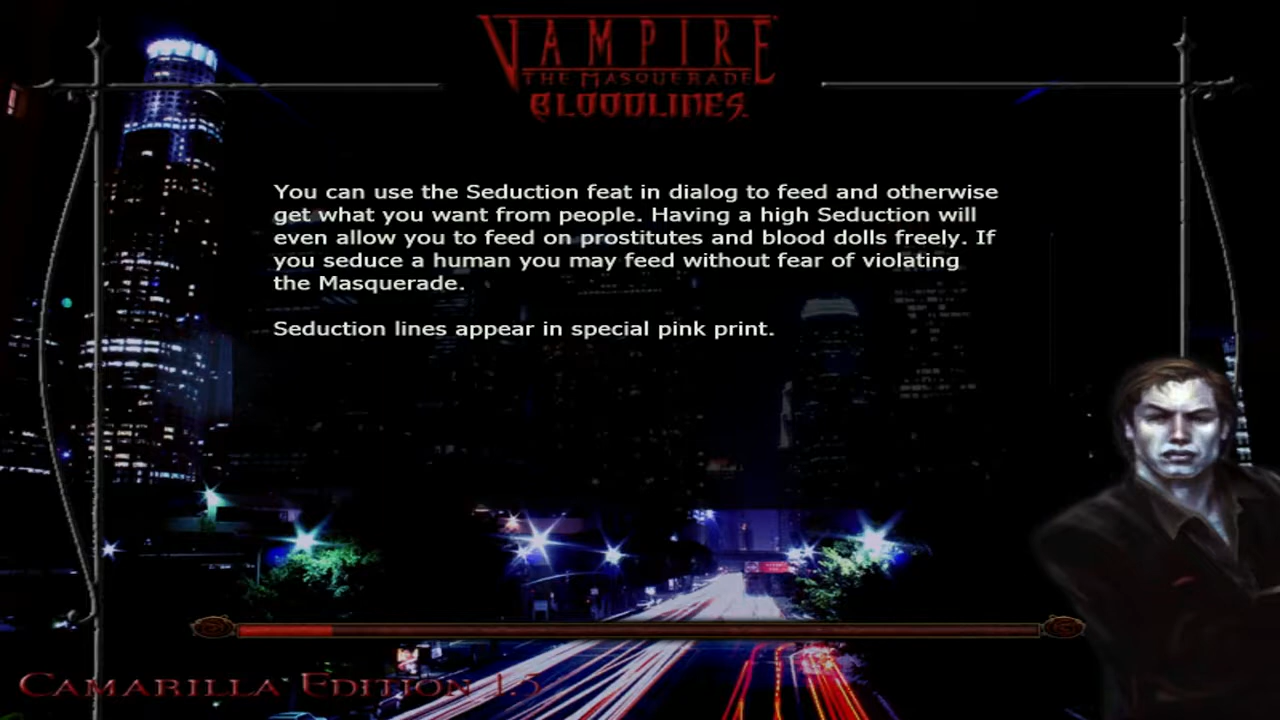 VAMPIRE
THE MASQUERADE
BLOODLINES
You can use the Seduction feat in dialog to feed and otherwise
get what you want from people. Having a high Seduction will
even allow you to feed on prostitutes and blood dolls freely. If
you seduce a human you may feed without fear of violating
the Masquerade.
Seduction lines appear in special pink print.
CAMARILLA EDITION 1.5